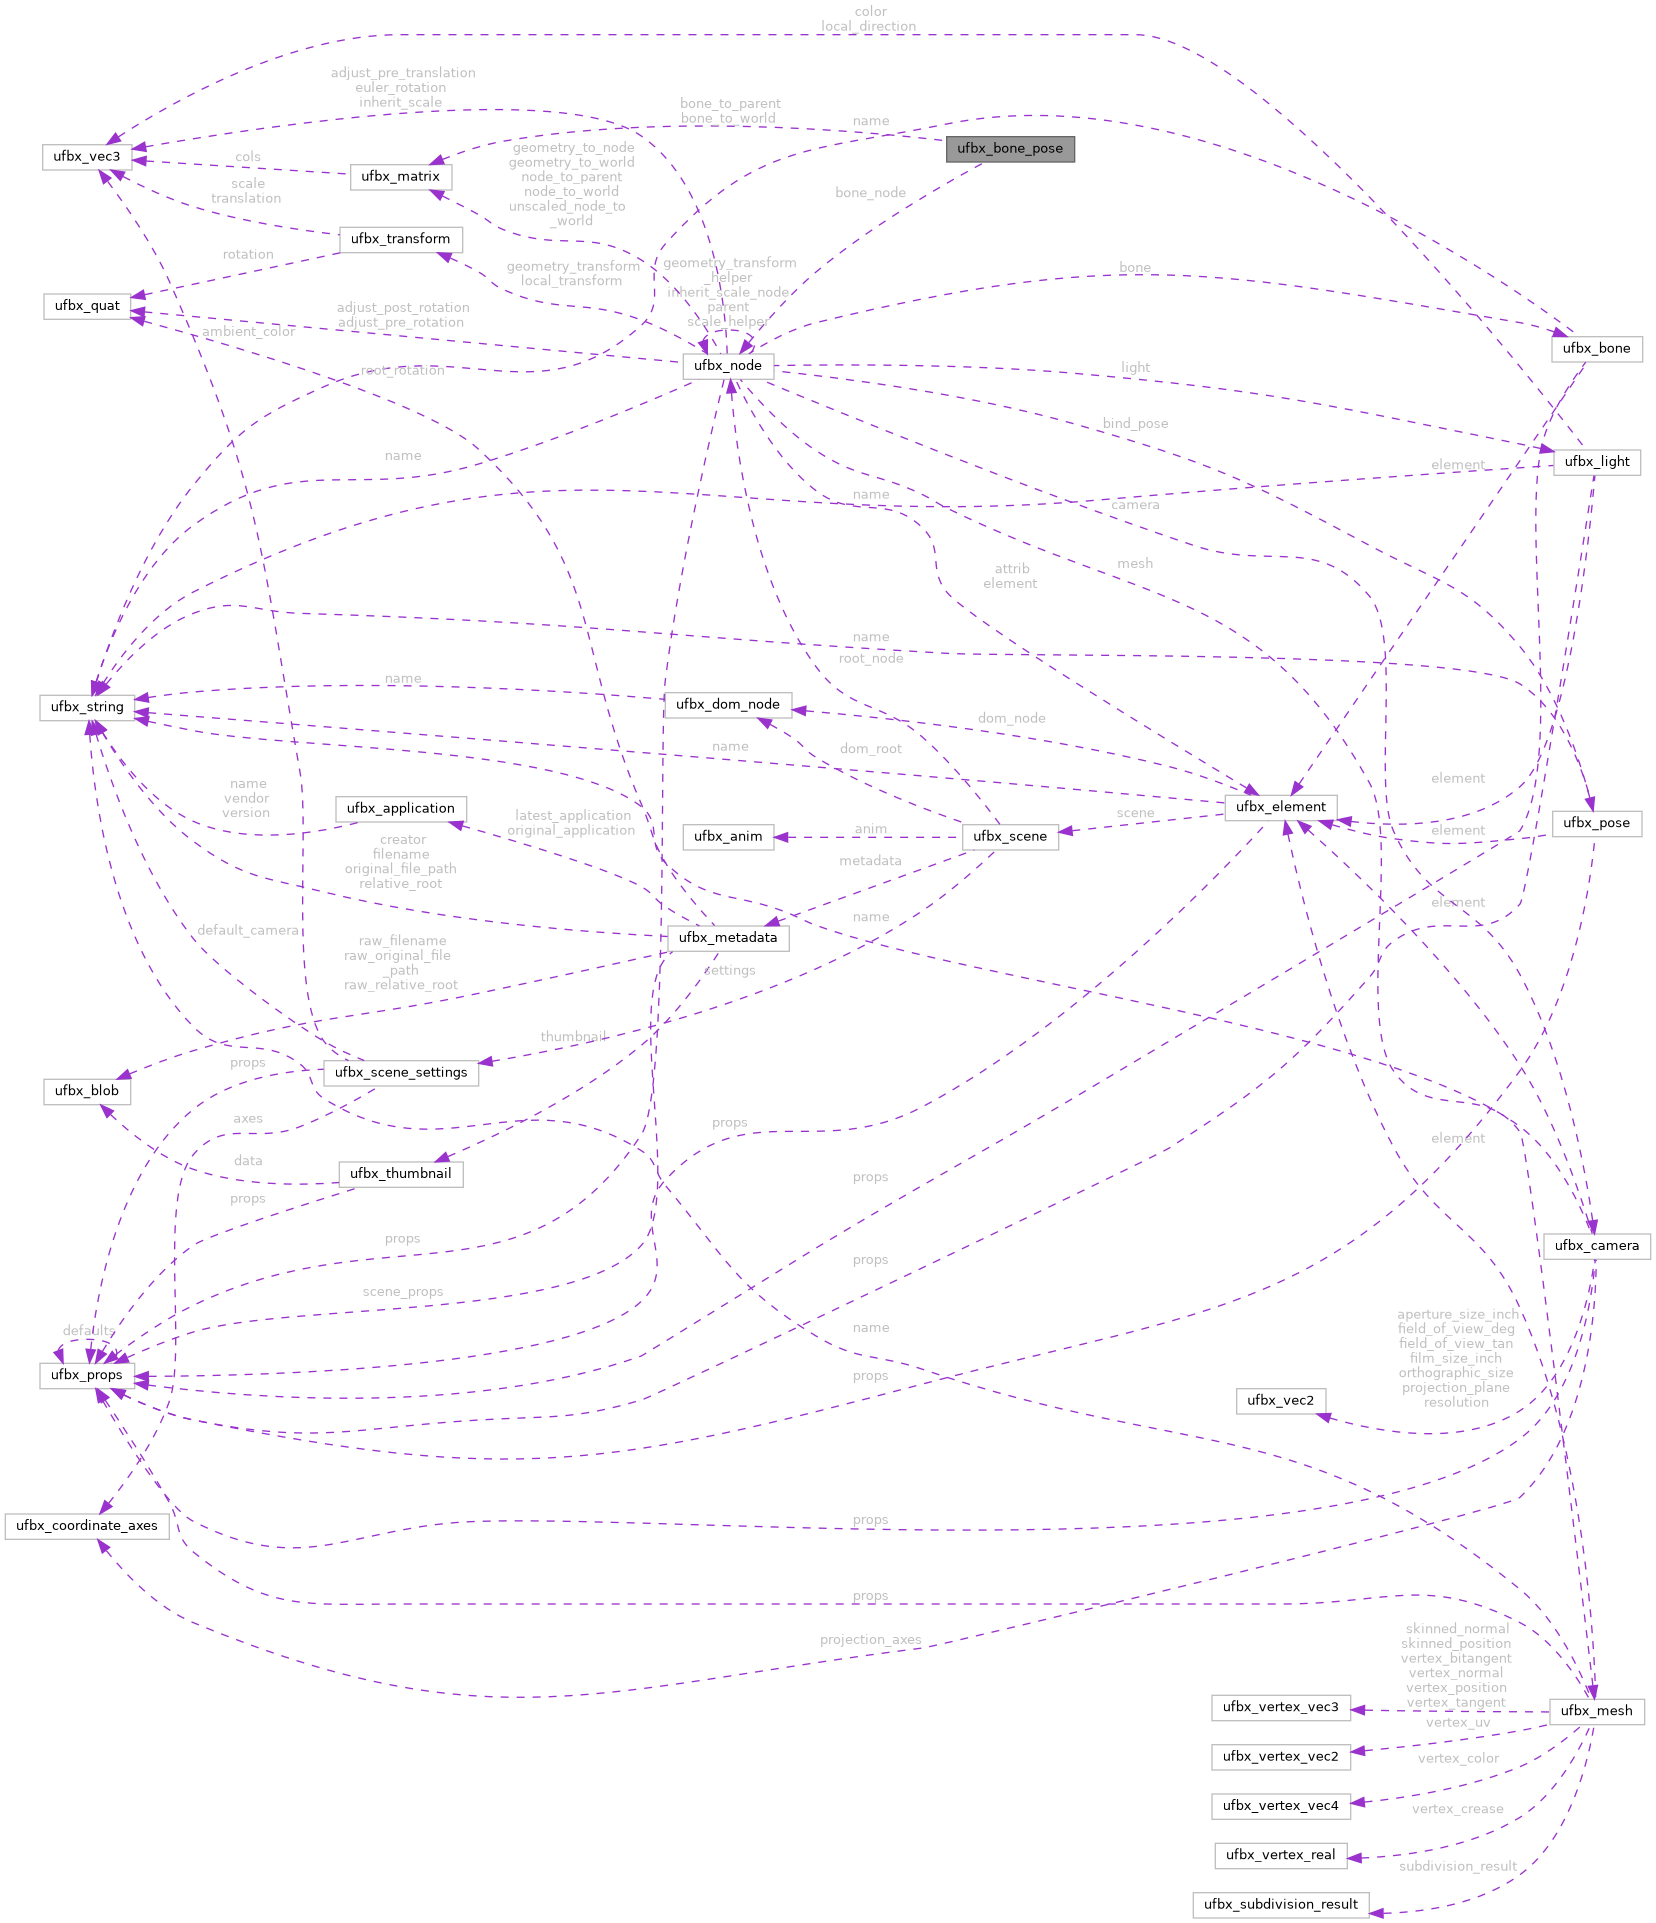 color
local_direction
adjust_pre_translation
euler_rotation
inherit_scale
bone_to_parent
bone_to_world
name
ufbx_bone_pose
ufbx_vec3
cols
ufbx_matrix
geometry_to_node
geometry_to_world
node_to_parent
node_to_world
unscaled_node_to
_world
bone_node
scale
translation
ufbx_transform
rotation
geometry_transform
local_transform
geometry_transform
_helper
inherit_scale_node
parent
scale_helper
bone
ufbx_quat
adjust_post_rotation
adjust_pre_rotation
ambient_color
ufbx_bone
root_rotation
ufbx_node
light
bind_pose
name
ufbx_light
element
name
camera
mesh
attrib
element
name
root_node
name
ufbx_string
ufbx_dom_node
dom_node
name
dom_root
element
name
vendor
version
ufbx_application
latest_application
original_application
ufbx_element
scene
ufbx_anim
anim
ufbx_scene
ufbx_pose
element
creator
filename
original_file_path
relative_root
metadata
element
name
default_camera
ufbx_metadata
raw_filename
raw_original_file
_path
raw_relative_root
settings
thumbnail
props
ufbx_scene_settings
ufbx_blob
axes
props
element
data
ufbx_thumbnail
props
props
props
ufbx_camera
props
scene_props
defaults
name
aperture_size_inch
field_of_view_deg
field_of_view_tan
film_size_inch
orthographic_size
projection_plane
resolution
ufbx_props
props
ufbx_vec2
ufbx_coordinate_axes
props
props
projection_axes
skinned_normal
skinned_position
vertex_bitangent
vertex_normal
vertex_position
vertex_tangent
ufbx_vertex_vec3
ufbx_mesh
vertex_uv
ufbx_vertex_vec2
vertex_color
ufbx_vertex_vec4
vertex_crease
ufbx_vertex_real
subdivision_result
ufbx_subdivision_result